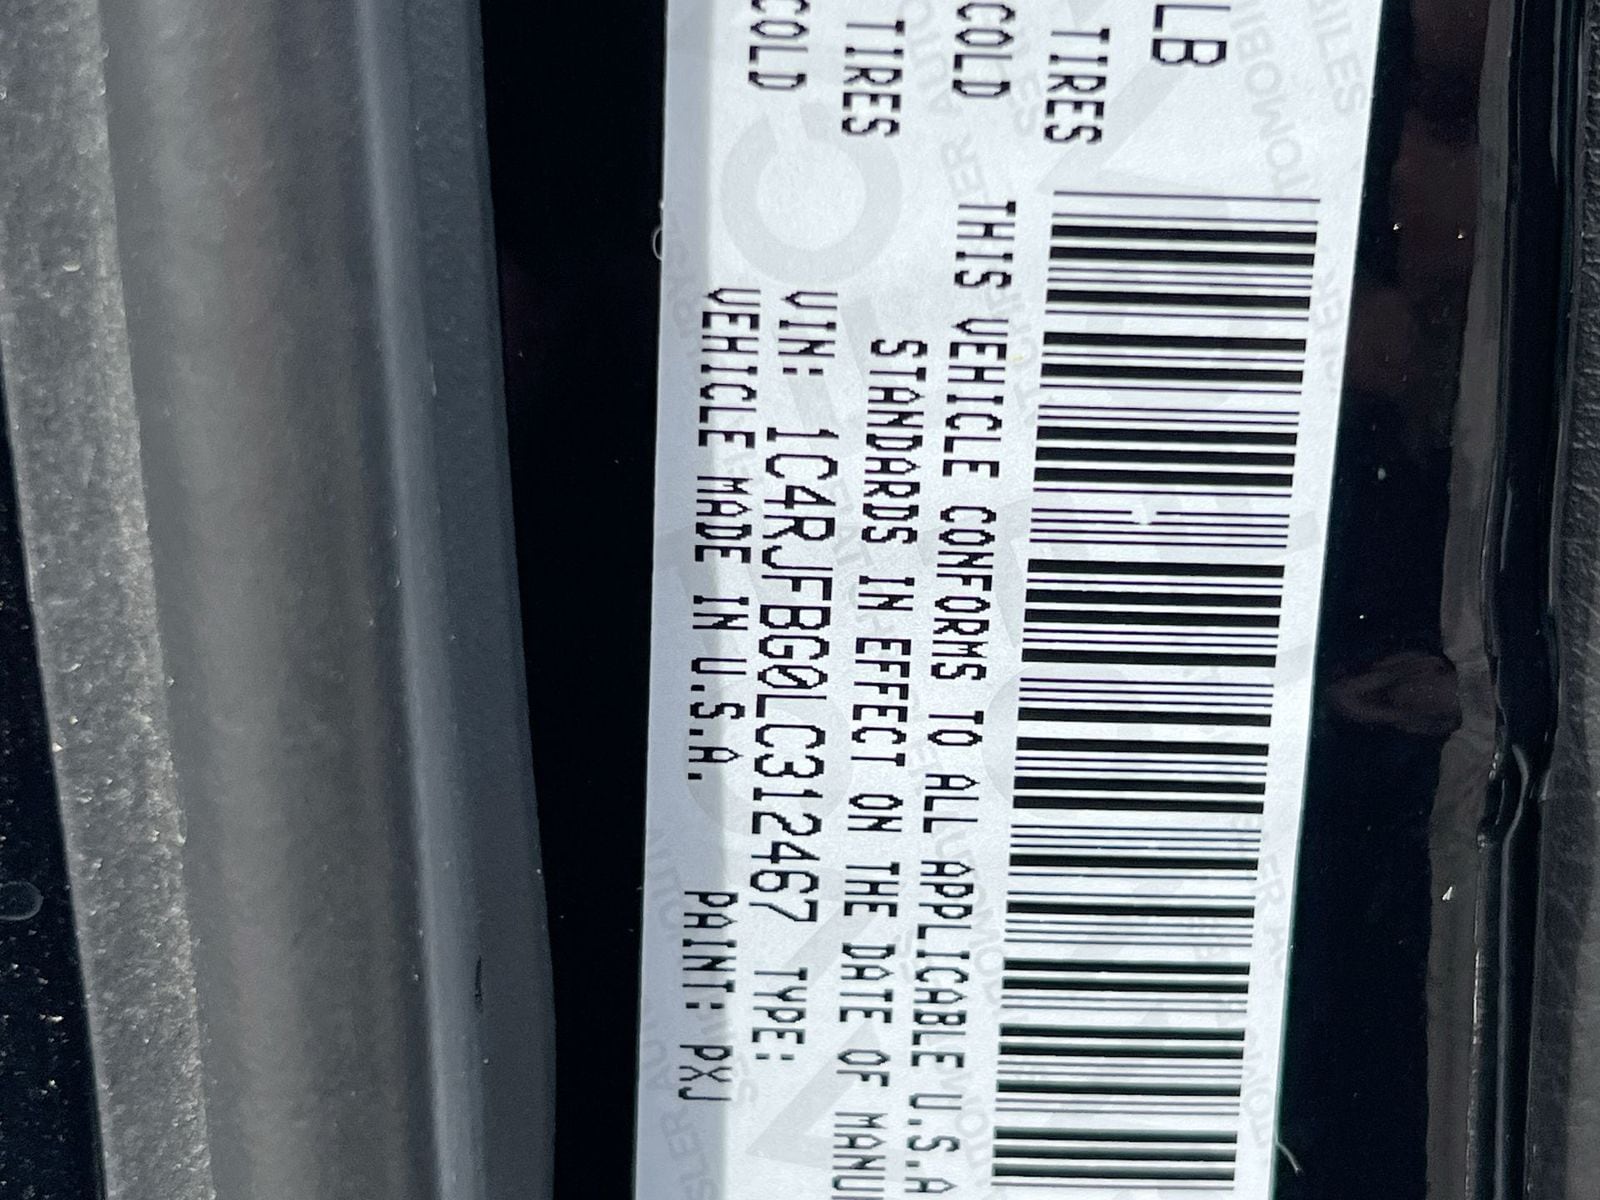 LB
TIRES
COLD
THIS VEHICLE CONFORMS TO ALL APPLICABLE U.S.A
TIRES
STANDARDS IN EFFECT ON THE DATE OF MANU
COLD
VIN: 1C4RJFBG0LC312467 TYPE:
VEHICLE MADE IN U.S.A. PAINT: PXJ